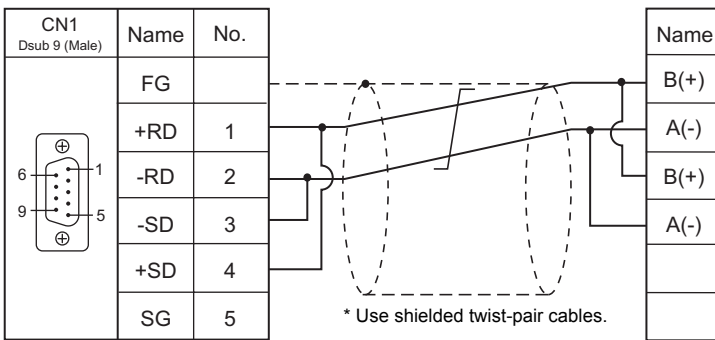 CN1
Dsub 9 (Male)
Name No.
FG
+RD 1
-RD 2
-SD 3
+SD 4
SG 5
1
6
9
5
* Use shielded twist-pair cables.
Name
B(+)
A(-)
B(+)
A(-)